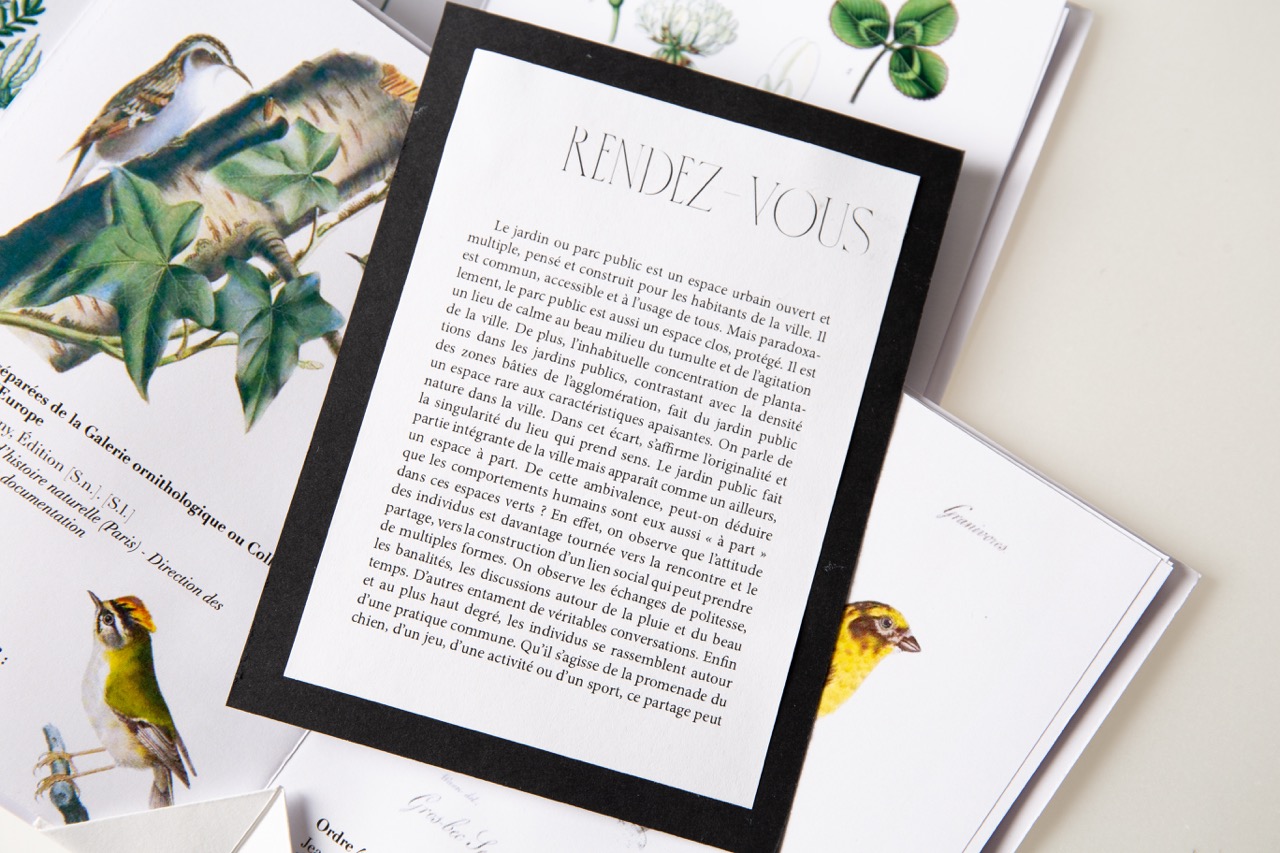 RENDEZ-VOUS
Le jardin ou parc public est un espace urbain ouvert et
multiple, pensé et construit pour les habitants de la ville. Il
est commun, accessible et à l'usage de tous. Mais paradoxa-
lement, le parc public est aussi un espace clos, protégé. Il est
un lieu de calme au beau milieu du tumulte et de l'agitation
de la ville. De plus, l'inhabituelle concentration de planta-
tions dans les jardins publics, contrastant avec la densité
des zones bâties de l'agglomération, fait du jardin public
un espace rare aux caractéristiques apaisantes. On parle de
nature dans la ville. Dans cet écart, s'affirme l'originalité et
la singularité du lieu qui prend sens. Le jardin public fait
partie intégrante de la ville mais apparaît comme un ailleurs,
un espace à part. De cette ambivalence, peut-on déduire
que les comportements humains sont eux aussi « à part »
dans ces espaces verts ? En effet, on observe que l'attitude
des individus est davantage tournée vers la rencontre et le
partage, vers la construction d'un lien social qui peut prendre
de multiples formes. On observe les échanges de politesse,
les banalités, les discussions autour de la pluie et du beau
temps. D'autres entament de véritables conversations. Enfin
et au plus haut degré, les individus se rassemblent autour
d'une pratique commune. Qu'il s'agisse de la promenade du
chien, d'un jeu, d'une activité ou d'un sport, ce partage peut
éparées de la Galerie ornithologique ou Coll
Europe
ny, Édition [S.n.], [S.l.]
l'histoire naturelle (Paris) - Direction des
documentation
:
Granivores
Gros bec
Ordre